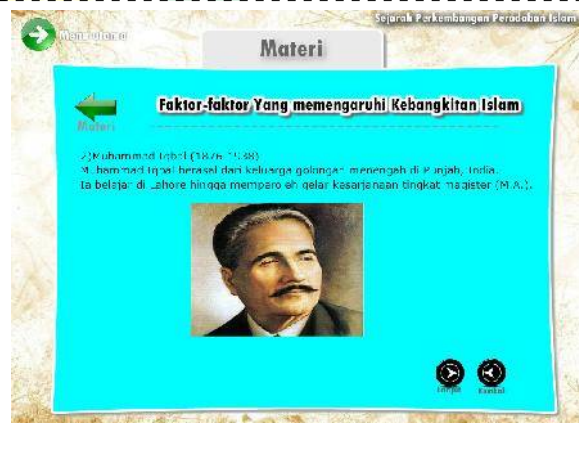 Sejarah Perkembangan Peradaban Islam
Materi
Faktor-faktor Yang memengaruhi Kebangkitan Islam
Materi
2)Muhammad Iqbal (1876-1938)
Muhammad Iqbal berasal dari keluarga golongan menengah di Punjab, India.
Ia belajar di Lahore hingga memperoleh gelar kesarjanaan tingkat magister (M.A.).
Lanjut
Kembali